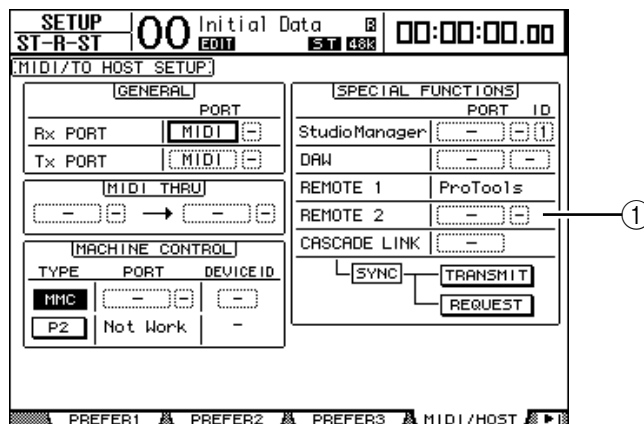 SETUP
ST-R-ST
00 Initial Data R
EDIT ST 48K
00:00:00.00
MIDI/TO HOST SETUP
GENERAL
PORT
Rx PORT MIDI -
Tx PORT MIDI -
MIDI THRU
- - → - -
MACHINE CONTROL
TYPE PORT DEVICE ID
MMC - - -
P2 Not Work -
SPECIAL FUNCTIONS
PORT ID
StudioManager - - 1
DAW - -
REMOTE 1 ProTools
REMOTE 2 - -
CASCADE LINK -
SYNC TRANSMIT
REQUEST
1
PREFER1 PREFER2 PREFER3 MIDI/HOST